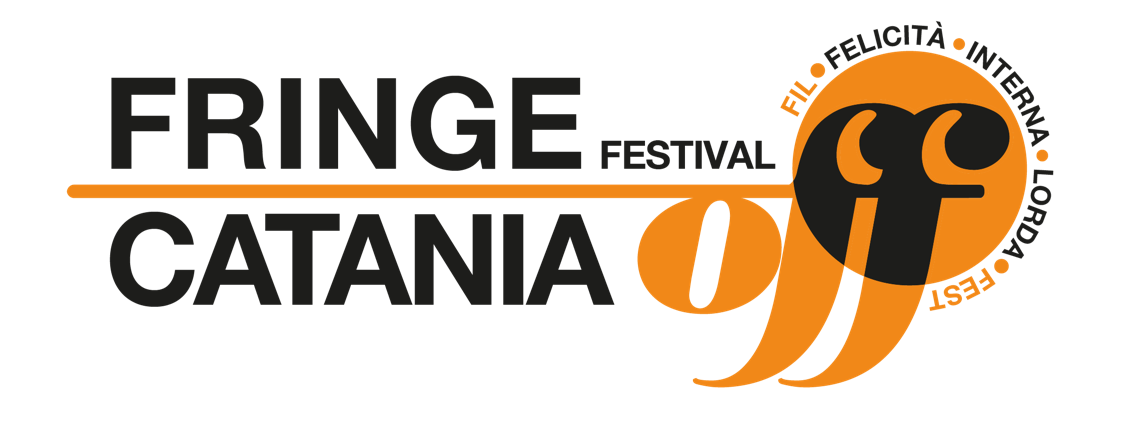 FRINGE FESTIVAL
CATANIA off
FIL • FELICITÀ • INTERNA • LORDA • FEST